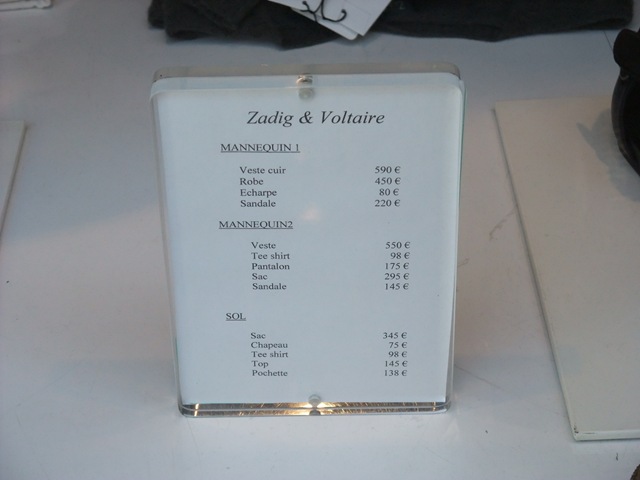 Zadig & Voltaire
MANNEQUIN 1
Veste cuir 590 €
Robe 450 €
Echarpe 80 €
Sandale 220 €
MANNEQUIN2
Veste 550 €
Tee shirt 98 €
Pantalon 175 €
Sac 295 €
Sandale 145 €
SOL
Sac 345 €
Chapeau 75 €
Tee shirt 98 €
Top 145 €
Pochette 138 €